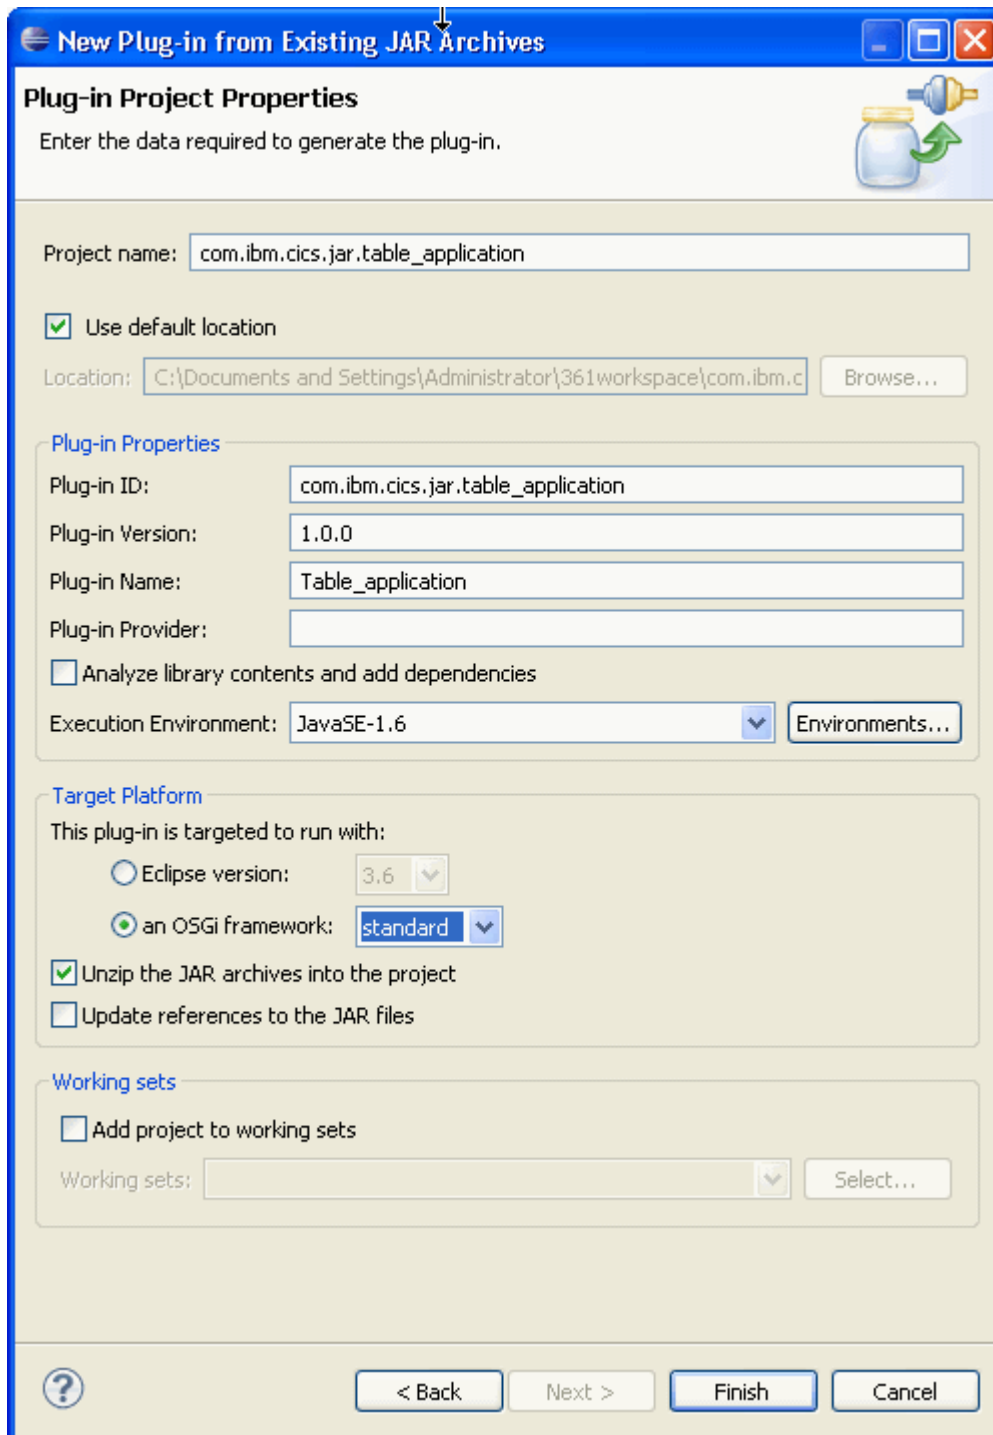 New Plug-in from Existing JAR Archives
Plug-in Project Properties
Enter the data required to generate the plug-in.
Project name: com.ibm.cics.jar.table_application
Use default location
Location: C:\Documents and Settings\Administrator\361workspace\com.ibm.c Browse...
Plug-in Properties
Plug-in ID: com.ibm.cics.jar.table_application
Plug-in Version: 1.0.0
Plug-in Name: Table_application
Plug-in Provider:
Analyze library contents and add dependencies
Execution Environment: JavaSE-1.6 Environments...
Target Platform
This plug-in is targeted to run with:
Eclipse version: 3.6
an OSGi framework: standard
Unzip the JAR archives into the project
Update references to the JAR files
Working sets
Add project to working sets
Working sets: Select...
? < Back Next > Finish Cancel